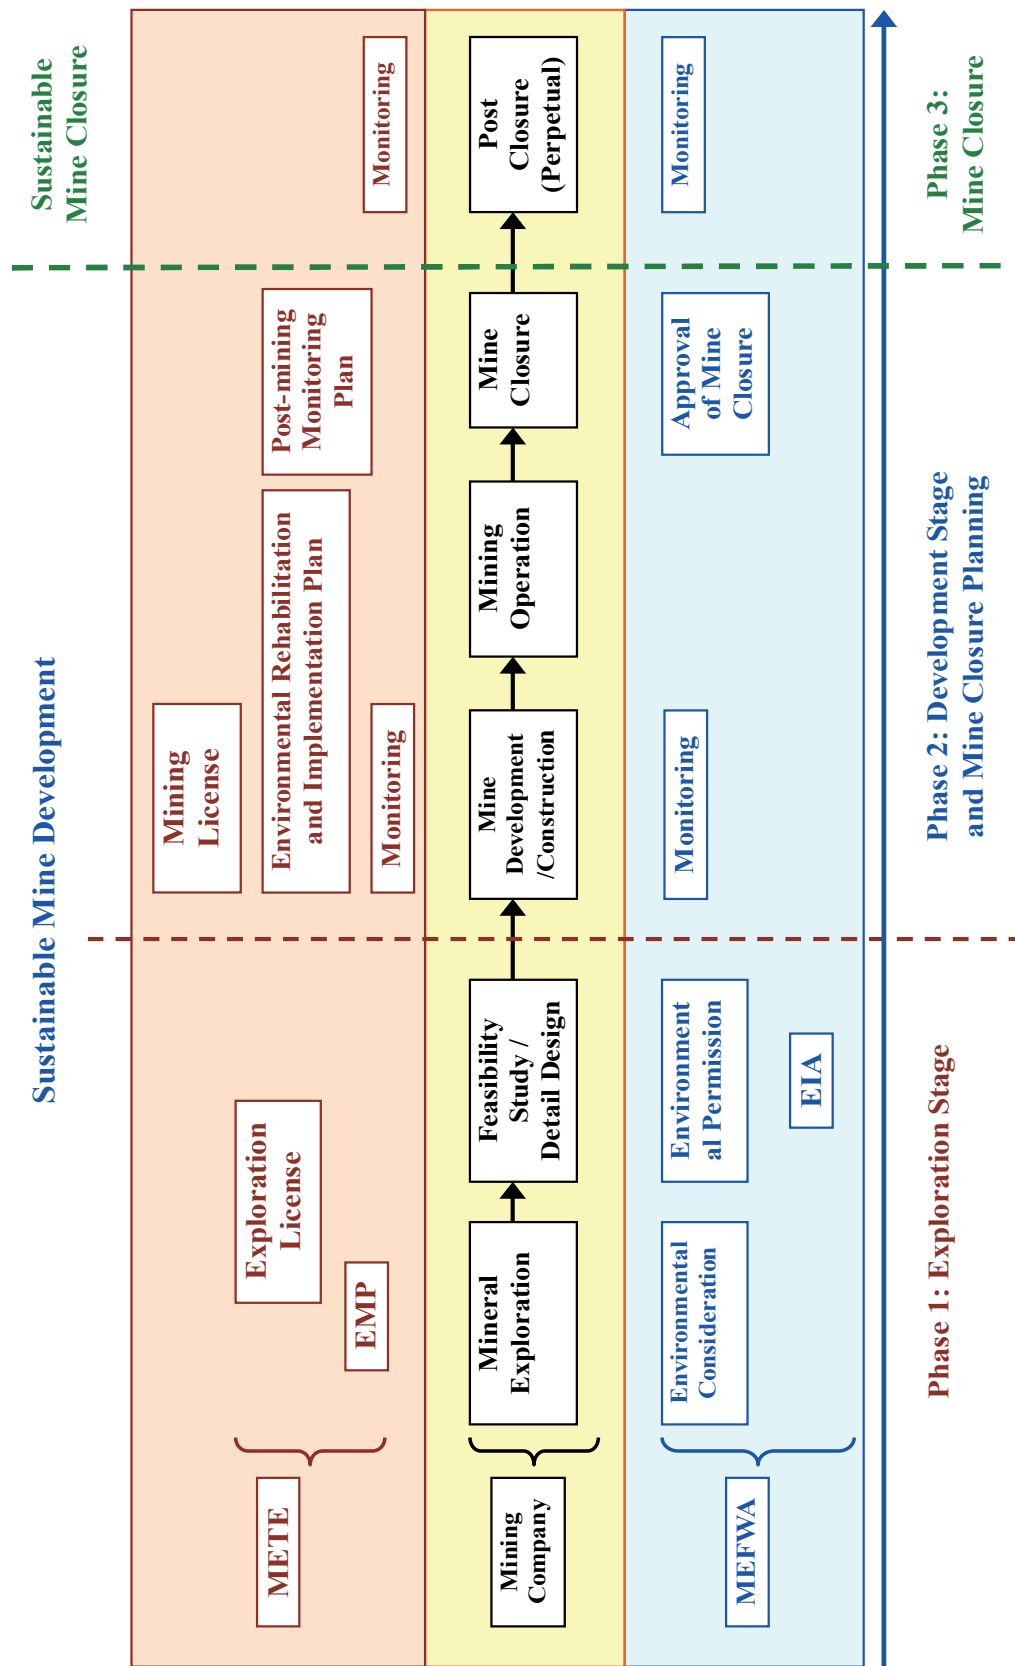 Sustainable Mine Development
Sustainable
Mine Closure
METE
EMP
Exploration
License
Mining
License
Environmental Rehabilitation
and Implementation Plan
Monitoring
Post-mining
Monitoring
Plan
Monitoring
Mining
Company
Mineral
Exploration
Feasibility
Study /
Detail Design
Mine
Development
/Construction
Mining
Operation
Mine
Closure
Post
Closure
(Perpetual)
MEFWA
Environmental
Consideration
Environment
al Permission
EIA
Monitoring
Approval
of Mine
Closure
Monitoring
Phase 1: Exploration Stage
Phase 2: Development Stage
and Mine Closure Planning
Phase 3:
Mine Closure